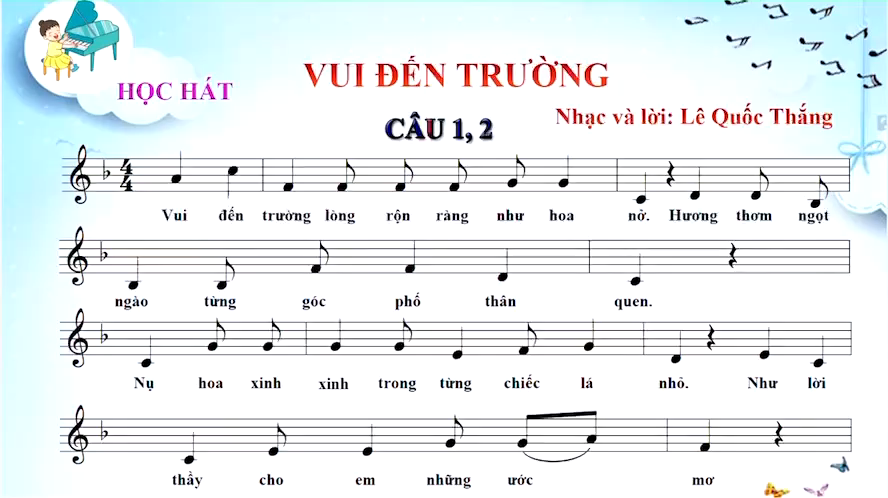 VUI ĐẾN TRƯỜNG
HỌC HÁT
Nhạc và lời: Lê Quốc Thắng
CÂU 1, 2
4
4
Vui đến trường lòng rộn ràng như hoa nở. Hương thơm ngọt
ngào từng góc phố thân quen.
Nụ hoa xinh xinh trong từng chiếc lá nhỏ. Như lời
thầy cho em những ước mơ